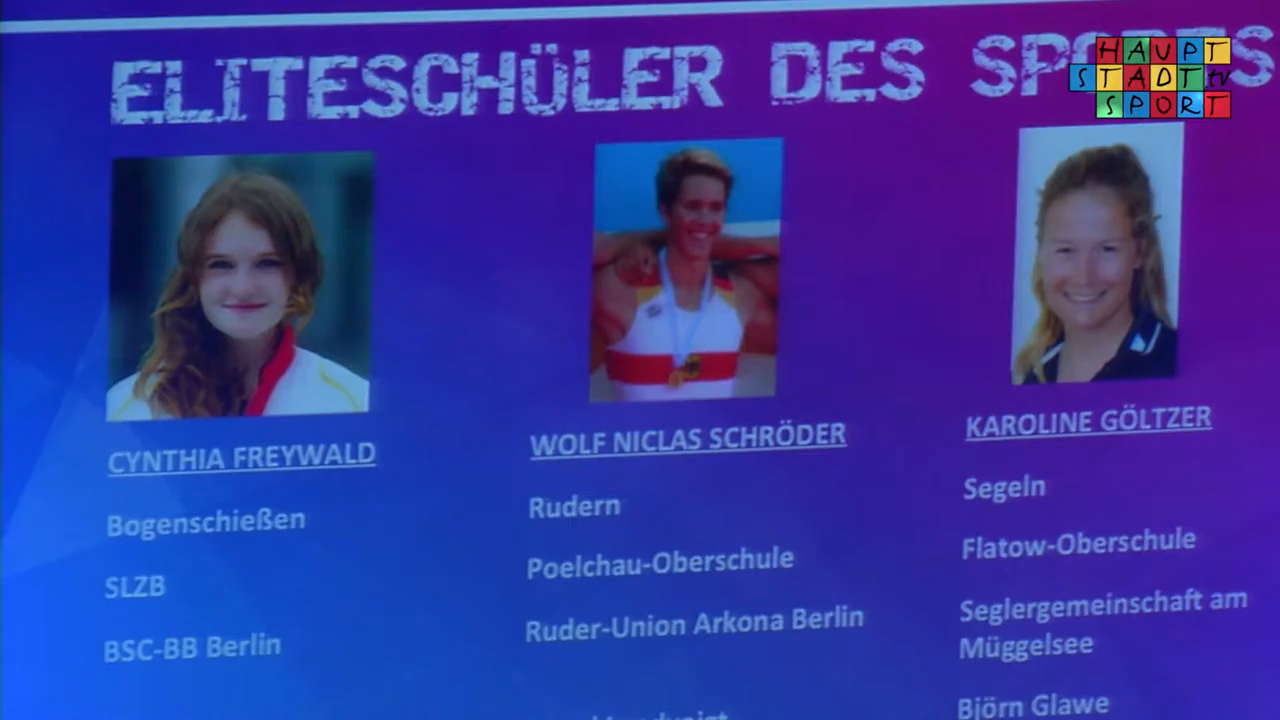 ELITESCHÜLER DES
HAUPT
STADT tv
SPORT
CYNTHIA FREYWALD
Bogenschießen
SLZB
BSC-BB Berlin
WOLF NICLAS SCHRÖDER
Rudern
Poelchau-Oberschule
Ruder-Union Arkona Berlin
KAROLINE GÖLTZER
Segeln
Flatow-Oberschule
Seglergemeinschaft am
Müggelsee
Björn Glawe